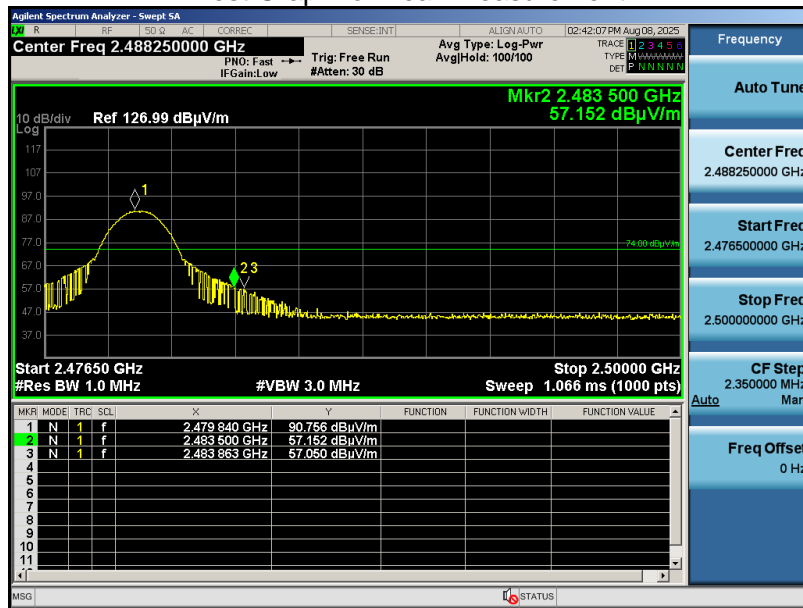 Agilent Spectrum Analyzer - Swept SA
LXI R RF 50 Ω AC CORREC SENSE:INT ALIGN AUTO 02:42:07 PM Aug 08, 2025
Center Freq 2.488250000 GHz
PNO: Fast
IFGain:Low
Trig: Free Run
#Atten: 30 dB
Avg Type: Log-Pwr
Avg|Hold: 100/100
TRACE 1 2 3 4 5 6
TYPE M
DET P N N N N N
Mkr2 2.483 500 GHz
57.152 dBµV/m
10 dB/div
Log
Ref 126.99 dBµV/m
117
107
97.0
87.0
77.0
67.0
57.0
47.0
37.0
1
2 3
74.00 dBµV/m
Start 2.47650 GHz Stop 2.50000 GHz
#Res BW 1.0 MHz #VBW 3.0 MHz Sweep 1.066 ms (1000 pts)
MKR MODE TRC SCL X Y FUNCTION FUNCTION WIDTH FUNCTION VALUE
1 N 1 f 2.479 840 GHz 90.756 dBµV/m
2 N 1 f 2.483 500 GHz 57.152 dBµV/m
3 N 1 f 2.483 863 GHz 57.050 dBµV/m
4
5
6
7
8
9
10
11
MSG STATUS
Frequency
Auto Tune
Center Freq
2.488250000 GHz
Start Freq
2.476500000 GHz
Stop Freq
2.500000000 GHz
CF Step
2.350000 MHz
Auto Man
Freq Offset
0 Hz